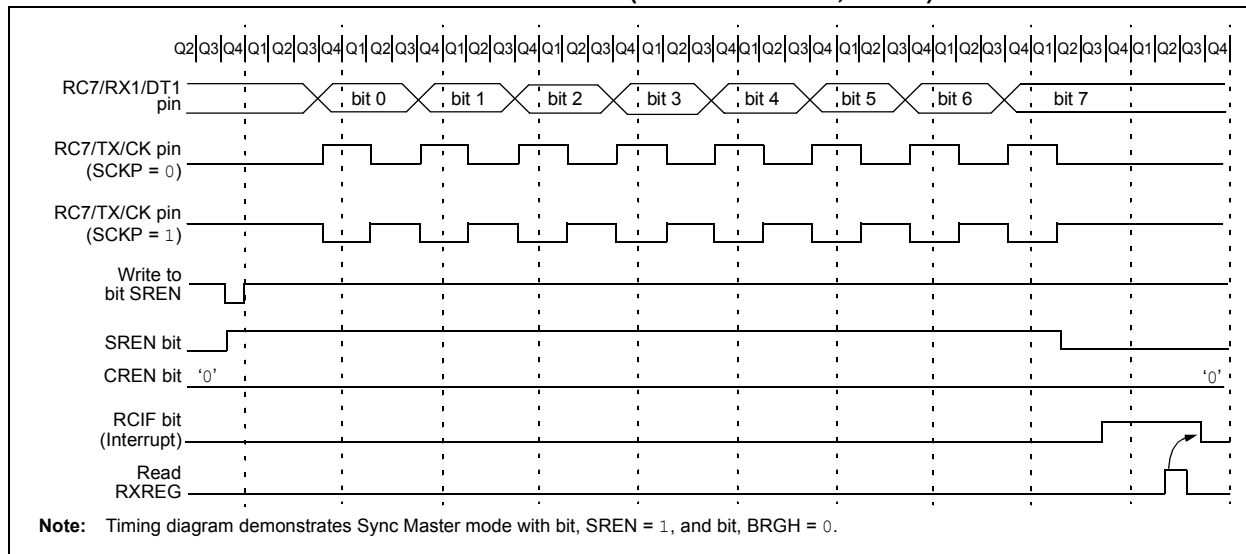 Q2 Q3 Q4 Q1 Q2 Q3 Q4 Q1 Q2 Q3 Q4 Q1 Q2 Q3 Q4 Q1 Q2 Q3 Q4 Q1 Q2 Q3 Q4 Q1 Q2 Q3 Q4 Q1 Q2 Q3 Q4 Q1 Q2 Q3 Q4 Q1 Q2 Q3 Q4 Q1 Q2 Q3 Q4
RC7/RX1/DT1
pin
bit 0 bit 1 bit 2 bit 3 bit 4 bit 5 bit 6 bit 7
RC7/TX/CK pin
(SCKP = 0)
RC7/TX/CK pin
(SCKP = 1)
Write to
bit SREN
SREN bit
CREN bit ‘0’ ‘0’
RCIF bit
(Interrupt)
Read
RXREG
Note: Timing diagram demonstrates Sync Master mode with bit, SREN = 1, and bit, BRGH = 0.